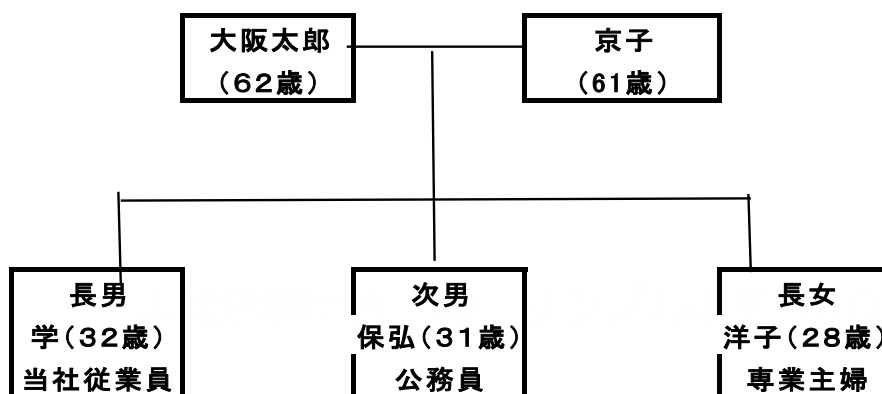 大阪太郎
(62歳)
京子
(61歳)
長男
学(32歳)
当社従業員
次男
保弘(31歳)
公務員
長女
洋子(28歳)
専業主婦